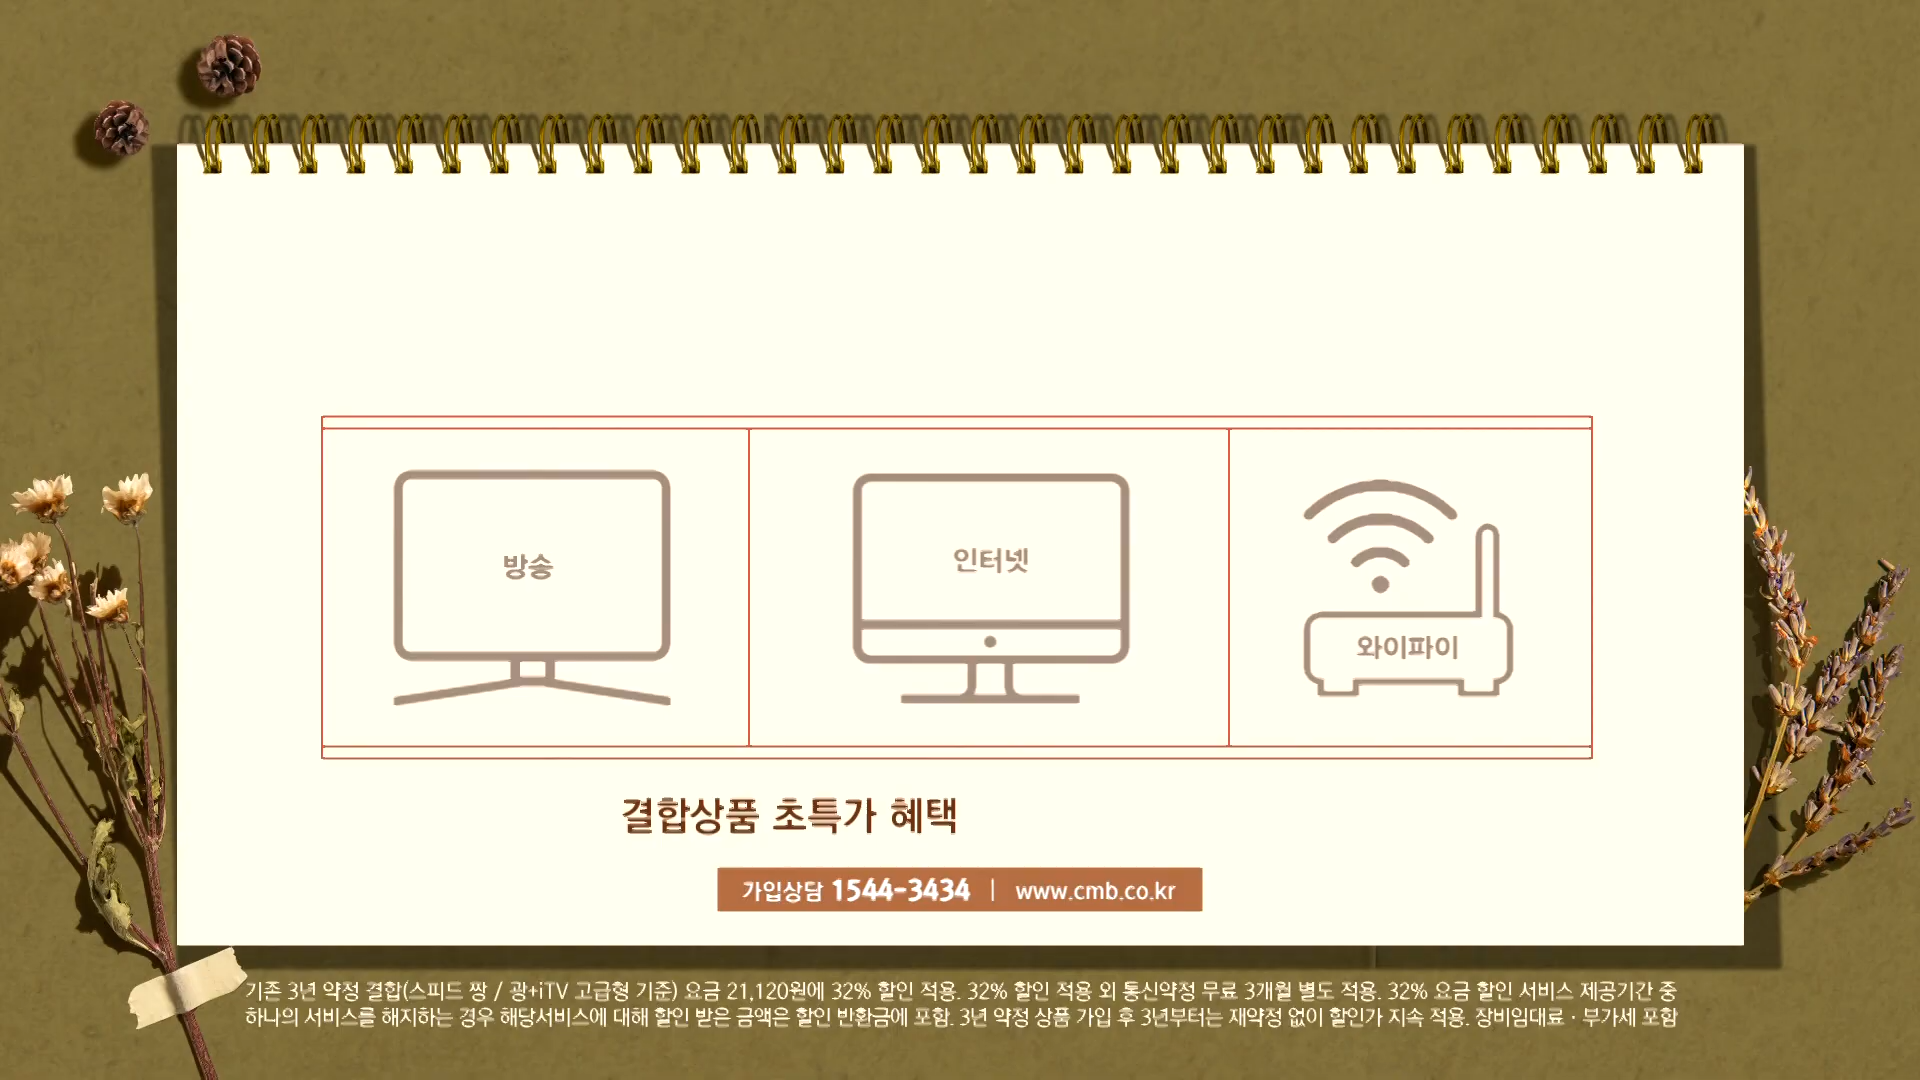 방송
인터넷
와이파이
결합상품 초특가 혜택
가입상담 1544-3434 | www.cmb.co.kr
기존 3년 약정 결합(스피드 짱 / 광+iTV 고급형 기준) 요금 21,120원에 32% 할인 적용. 32% 할인 적용 외 통신약정 무료 3개월 별도 적용. 32% 요금 할인 서비스 제공기간 중
하나의 서비스를 해지하는 경우 해당서비스에 대해 할인 받은 금액은 할인 반환금에 포함. 3년 약정 상품 가입 후 3년부터는 재약정 없이 할인가 지속 적용. 장비임대료 · 부가세 포함